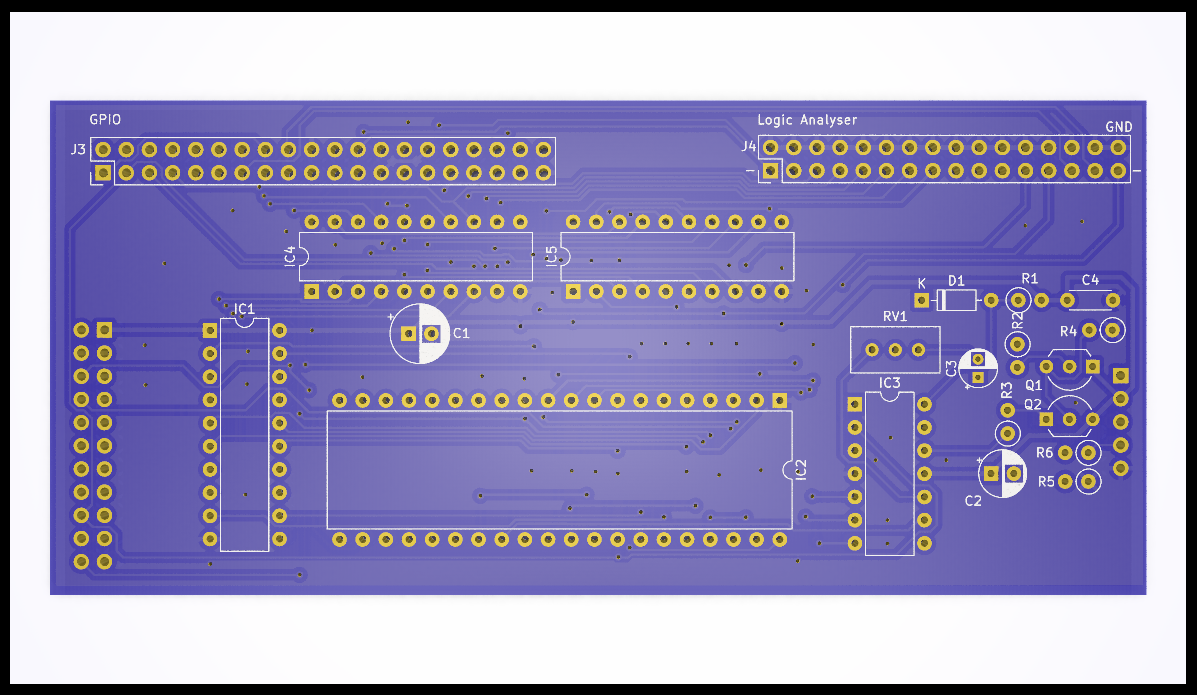 GPIO
Logic Analyser
GND
J3
J4
IC4
IC5
K
D1
R1
C4
IC1
+
C1
RV1
R2
R4
C3
+
IC3
Q1
R3
Q2
IC2
R6
+
R5
C2